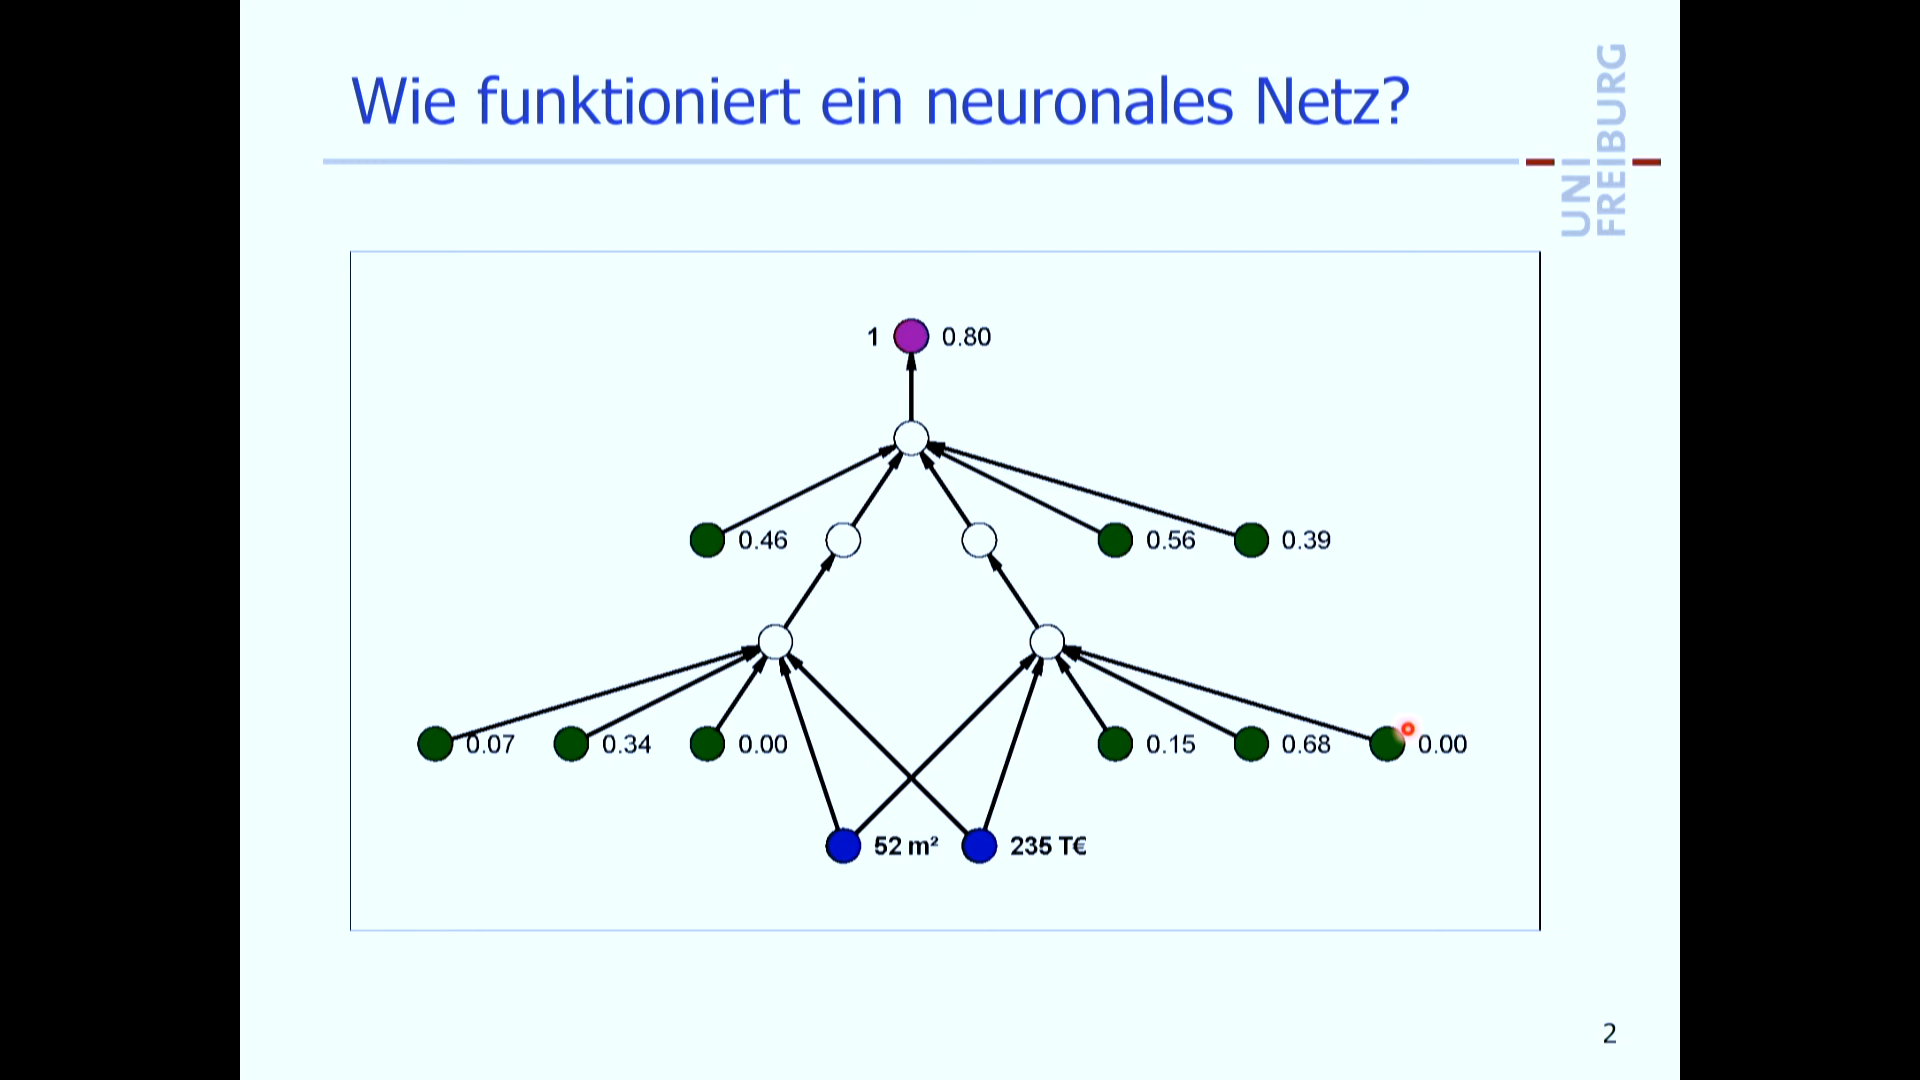 Wie funktioniert ein neuronales Netz?
UNI
FREIBURG
1 0.80
0.46 0.56 0.39
0.07 0.34 0.00 0.15 0.68 0.00
52 m² 235 T€
2